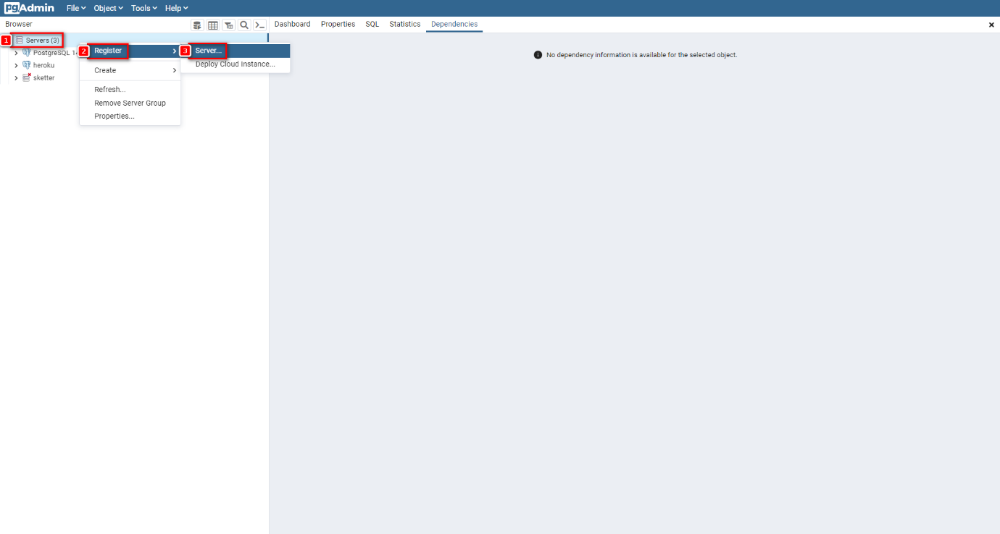 pgAdmin File Object Tools Help
Browser Dashboard Properties SQL Statistics Dependencies
1 Servers (3)
PostgreSQL 14
heroku
sketter
2 Register
Create
Refresh...
Remove Server Group
Properties...
3 Server...
Deploy Cloud Instance...
No dependency information is available for the selected object.